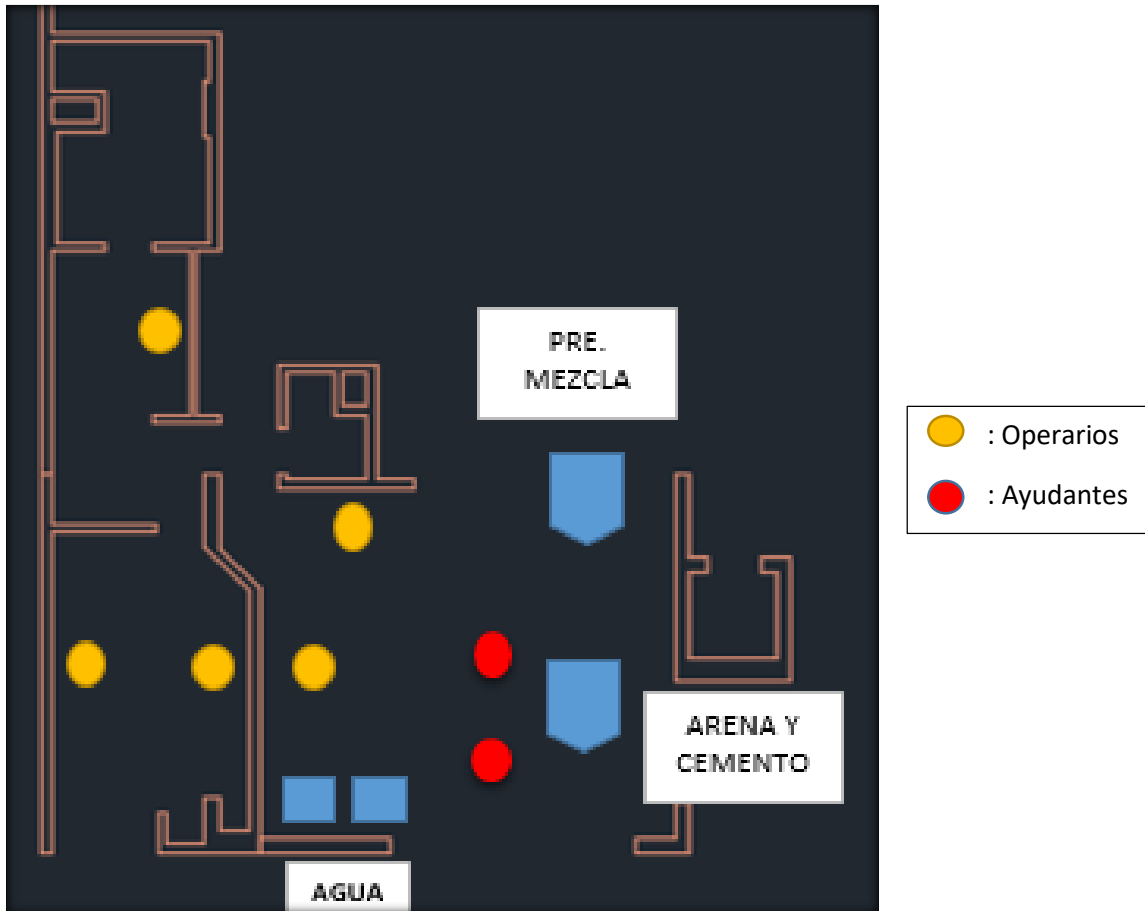 PRE.
MEZCLA
: Operarios
: Ayudantes
ARENA Y
CEMENTO
AGUA